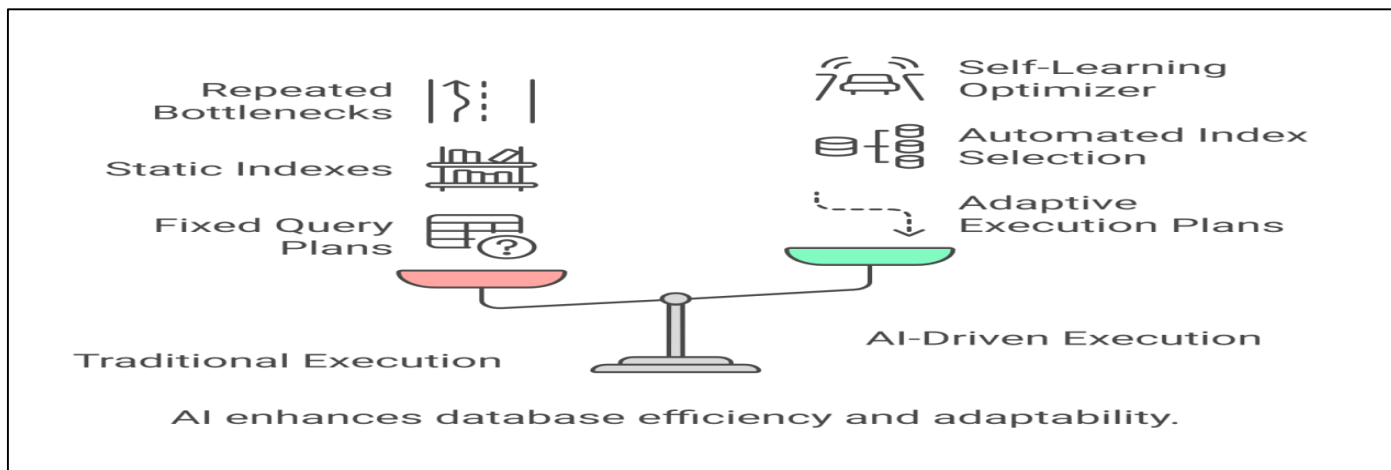 Repeated
Bottlenecks
Static Indexes
Fixed Query
Plans
?
Traditional Execution
Self-Learning
Optimizer
Automated Index
Selection
Adaptive
Execution Plans
AI-Driven Execution
AI enhances database efficiency and adaptability.